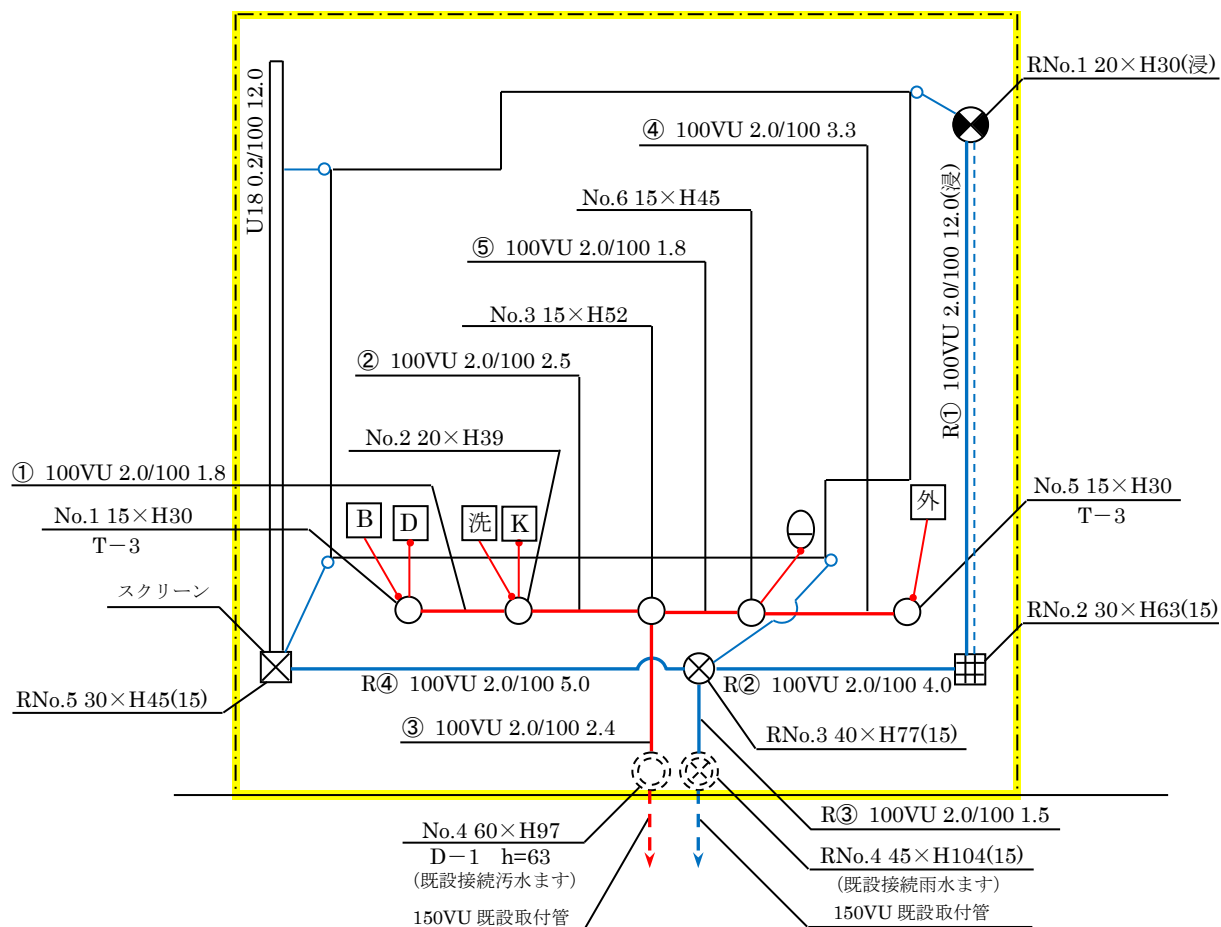 RNo.1 20×H30(浸)
U18 0.2/100 12.0
④ 100VU 2.0/100 3.3
No.6 15×H45
R① 100VU 2.0/100 12.0(浸)
⑤ 100VU 2.0/100 1.8
No.3 15×H52
② 100VU 2.0/100 2.5
No.2 20×H39
① 100VU 2.0/100 1.8
No.1 15×H30
T－3
B
D
洗
K
外
No.5 15×H30
T－3
スクリーン
RNo.2 30×H63(15)
R④ 100VU 2.0/100 5.0
R② 100VU 2.0/100 4.0
RNo.5 30×H45(15)
③ 100VU 2.0/100 2.4
RNo.3 40×H77(15)
R③ 100VU 2.0/100 1.5
No.4 60×H97
D－1 h=63
(既設接続汚水ます)
RNo.4 45×H104(15)
(既設接続雨水ます)
150VU 既設取付管
150VU 既設取付管